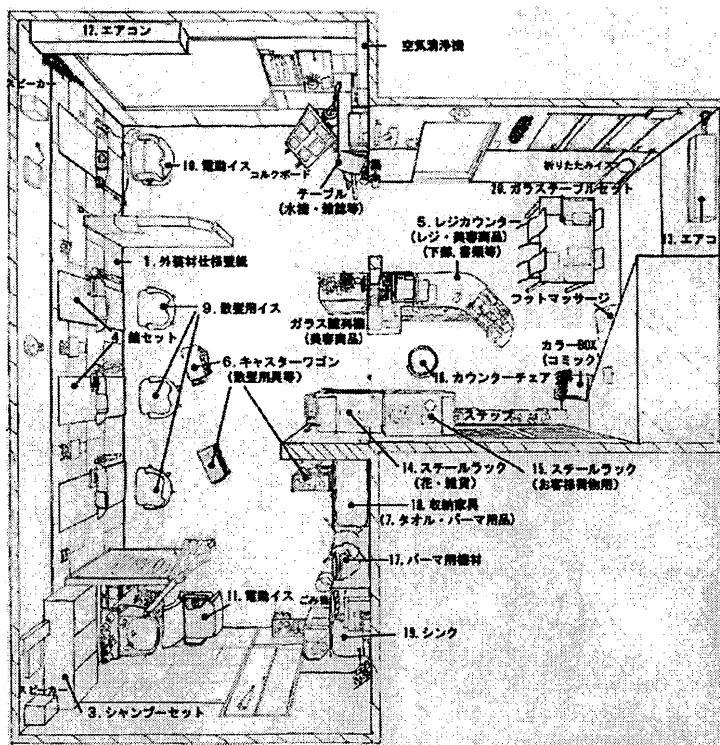 12.エアコン
空気清浄機
スピーカー
10.電動イス
コルクボード
テーブル
(水槽・雑誌等)
折りたたみイス
20.ガラステーブルセット
5.レジカウンター
(レジ・美容商品)
(下部、書類等)
13.エアコ
1.外装材仕様壁紙
9.散髪用イス
4.
鏡セット
ガラス陳列棚
(美容商品)
フットマッサージ
カラーBOX
(コミック)
6.キャスターワゴン
(散髪用具等)
16.カウンターチェア
ステップ
14.スチールラック
(花・雑貨)
15.スチールラック
(お客様荷物用)
18.収納家具
(7.タオル・パーマ用品)
17.パーマ用機材
11.電動イス
ごみ箱
19.シンク
スピーカー
3.シャンプーセット